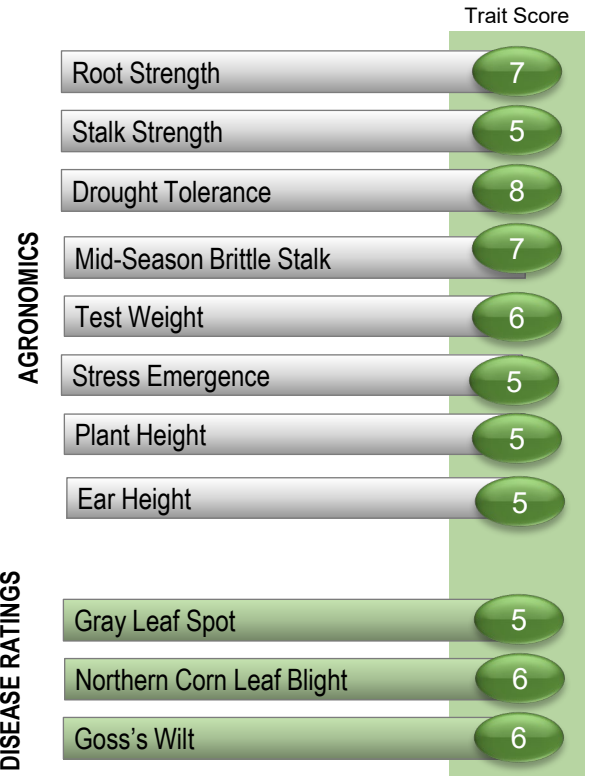 Trait Score
AGRONOMICS
Root Strength 7
Stalk Strength 5
Drought Tolerance 8
Mid-Season Brittle Stalk 7
Test Weight 6
Stress Emergence 5
Plant Height 5
Ear Height 5
DISEASE RATINGS
Gray Leaf Spot 5
Northern Corn Leaf Blight 6
Goss's Wilt 6